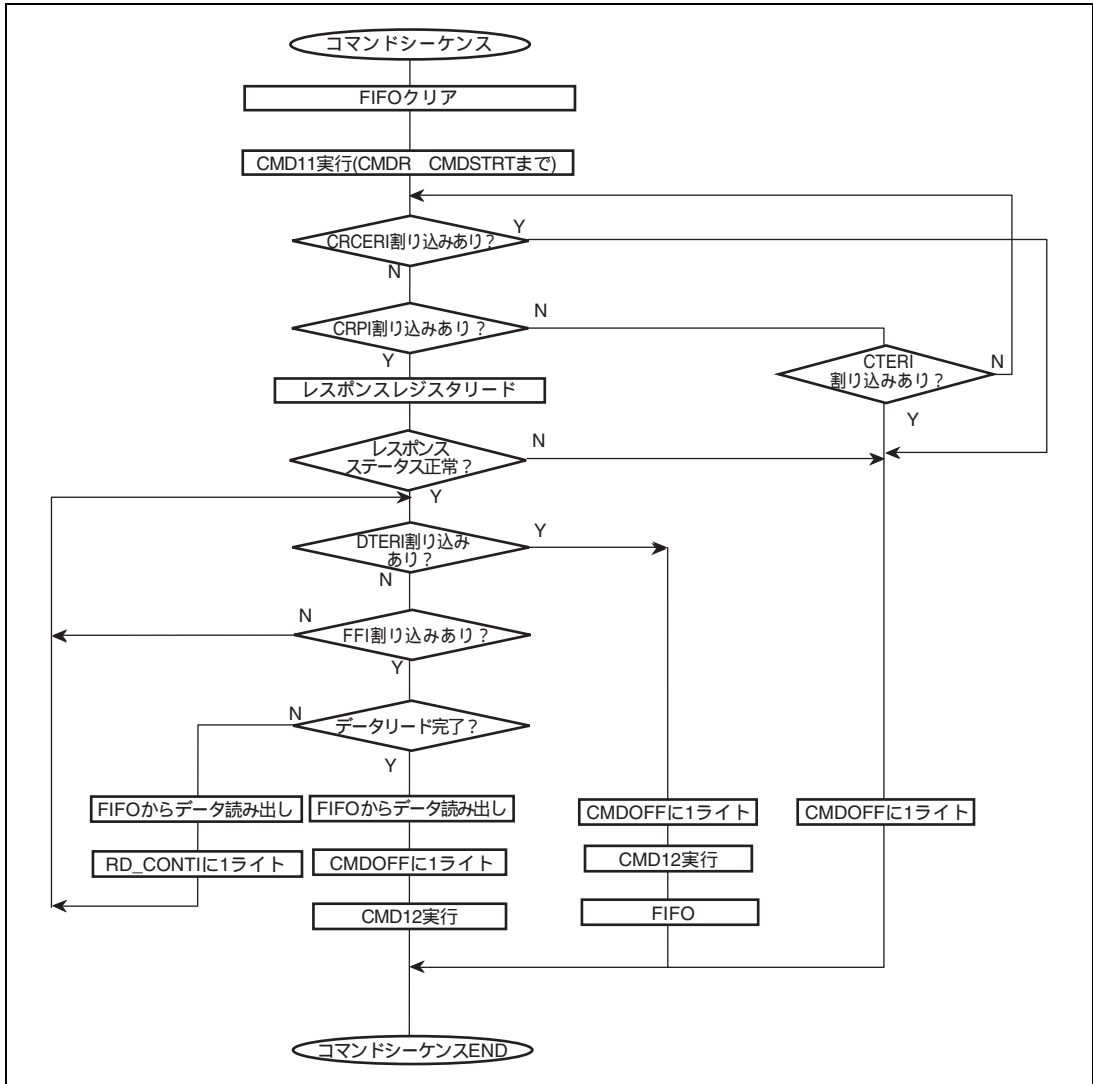 コマンドシーケンス
FIFOクリア
CMD11実行(CMDR　CMDSTRTまで)
CRCERI割り込みあり？
Y
N
CRPI割り込みあり？
N
Y
CTERI
割り込みあり？
N
Y
レスポンスレジスタリード
レスポンス
ステータス正常？
N
Y
DTERI割り込み
あり？
Y
N
FFI割り込みあり？
N
Y
データリード完了？
N
Y
FIFOからデータ読み出し
FIFOからデータ読み出し
CMDOFFに1ライト
CMDOFFに1ライト
RD_CONTIに1ライト
CMDOFFに1ライト
CMD12実行
CMD12実行
FIFO
コマンドシーケンスEND